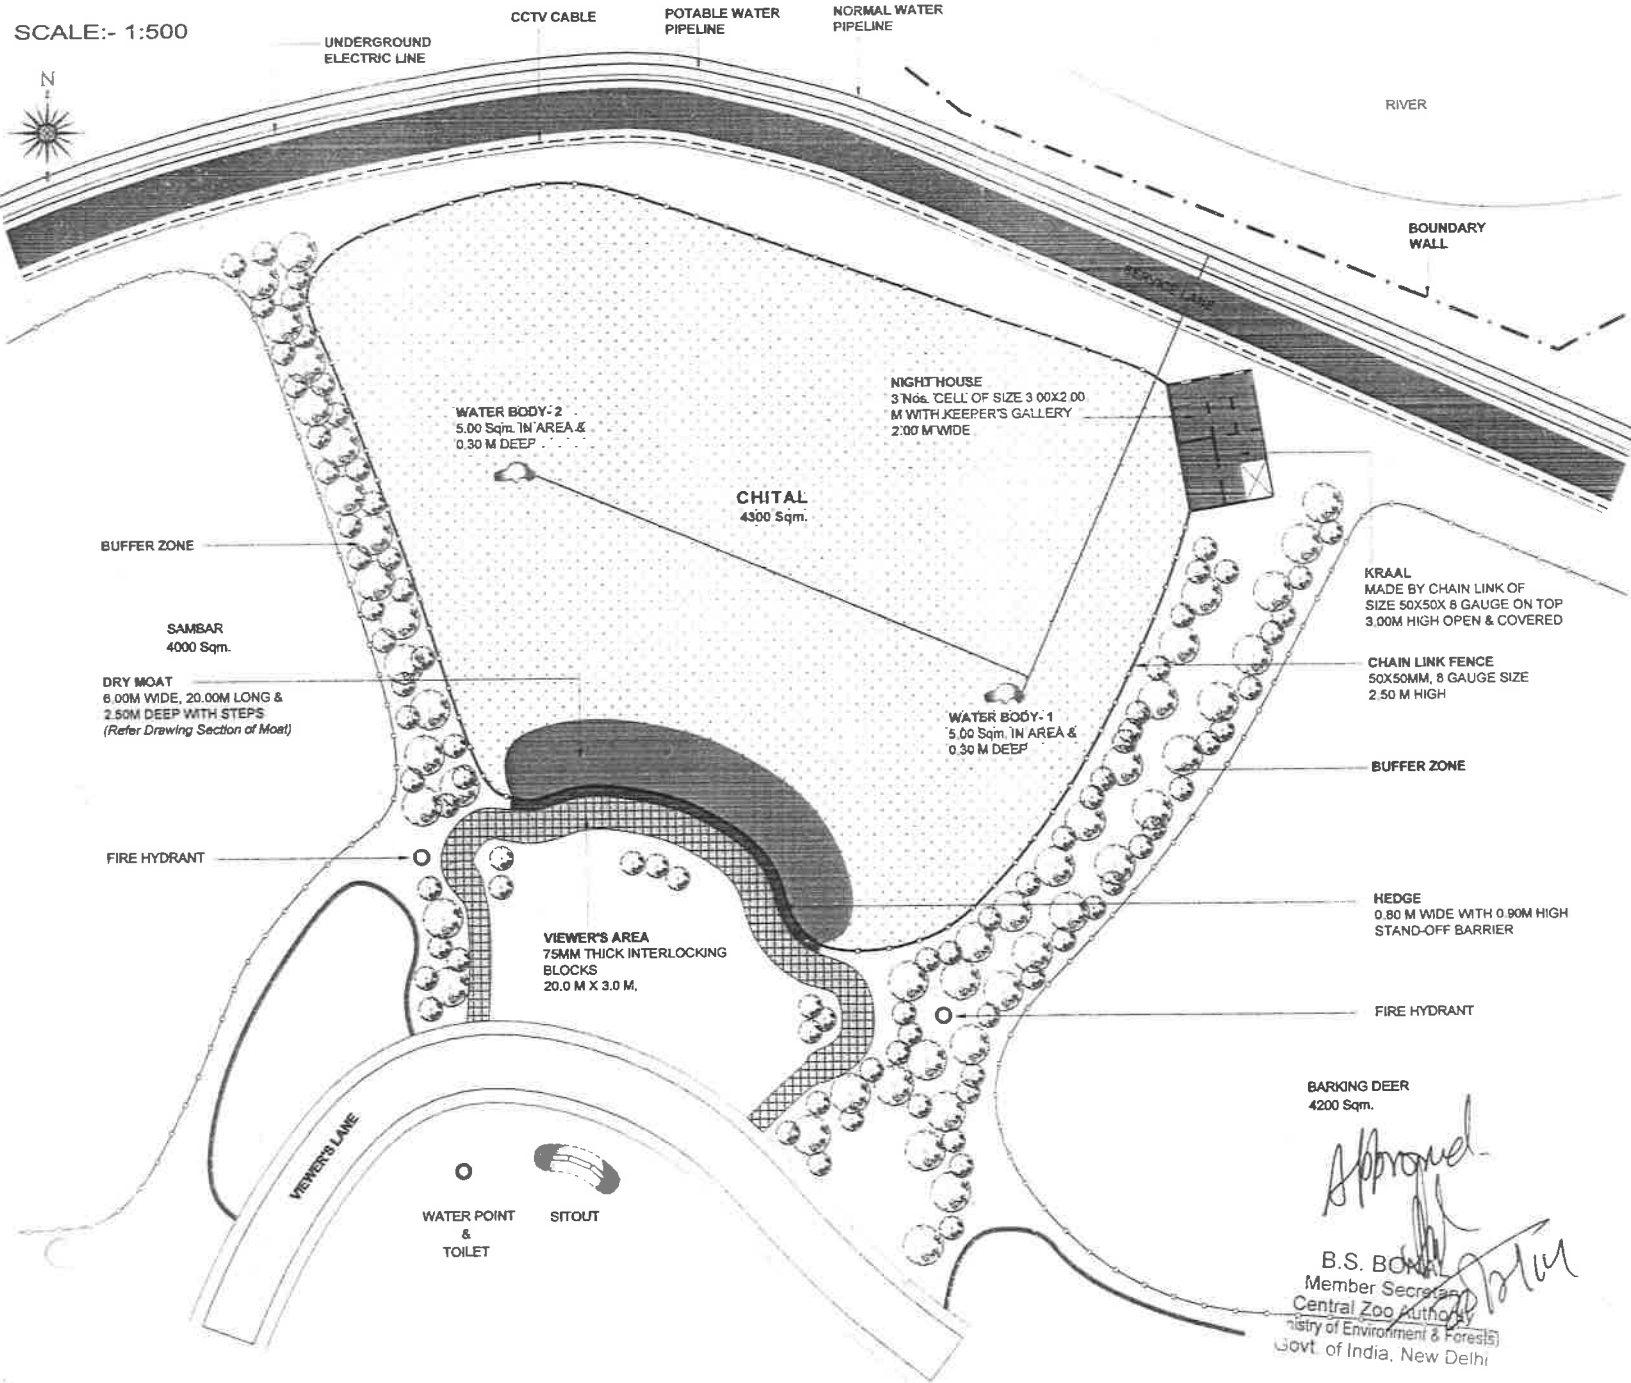 SCALE:- 1:500
N
UNDERGROUND
ELECTRIC LINE
CCTV CABLE
POTABLE WATER
PIPELINE
NORMAL WATER
PIPELINE
RIVER
BOUNDARY
WALL
SERVICE LANE
NIGHT HOUSE
3 Nos. CELL OF SIZE 3.00X2.00
M WITH KEEPER'S GALLERY
2.00 M WIDE
WATER BODY- 2
5.00 Sqm. IN AREA &
0.30 M DEEP
CHITAL
4300 Sqm.
BUFFER ZONE
SAMBAR
4000 Sqm.
DRY MOAT
6.00M WIDE, 20.00M LONG &
2.50M DEEP WITH STEPS
(Refer Drawing Section of Moat)
KRAAL
MADE BY CHAIN LINK OF
SIZE 50X50X 8 GAUGE ON TOP
3.00M HIGH OPEN & COVERED
CHAIN LINK FENCE
50X50MM, 8 GAUGE SIZE
2.50 M HIGH
WATER BODY- 1
5.00 Sqm. IN AREA &
0.30 M DEEP
BUFFER ZONE
FIRE HYDRANT
HEDGE
0.80 M WIDE WITH 0.90M HIGH
STAND-OFF BARRIER
VIEWER'S AREA
75MM THICK INTERLOCKING
BLOCKS
20.0 M X 3.0 M,
FIRE HYDRANT
BARKING DEER
4200 Sqm.
VIEWER'S LANE
WATER POINT
&
TOILET
SITOUT
Approved
B.S. BONAL
Member Secretary
Central Zoo Authority
nistry of Environment & Forests)
Govt. of India, New Delhi